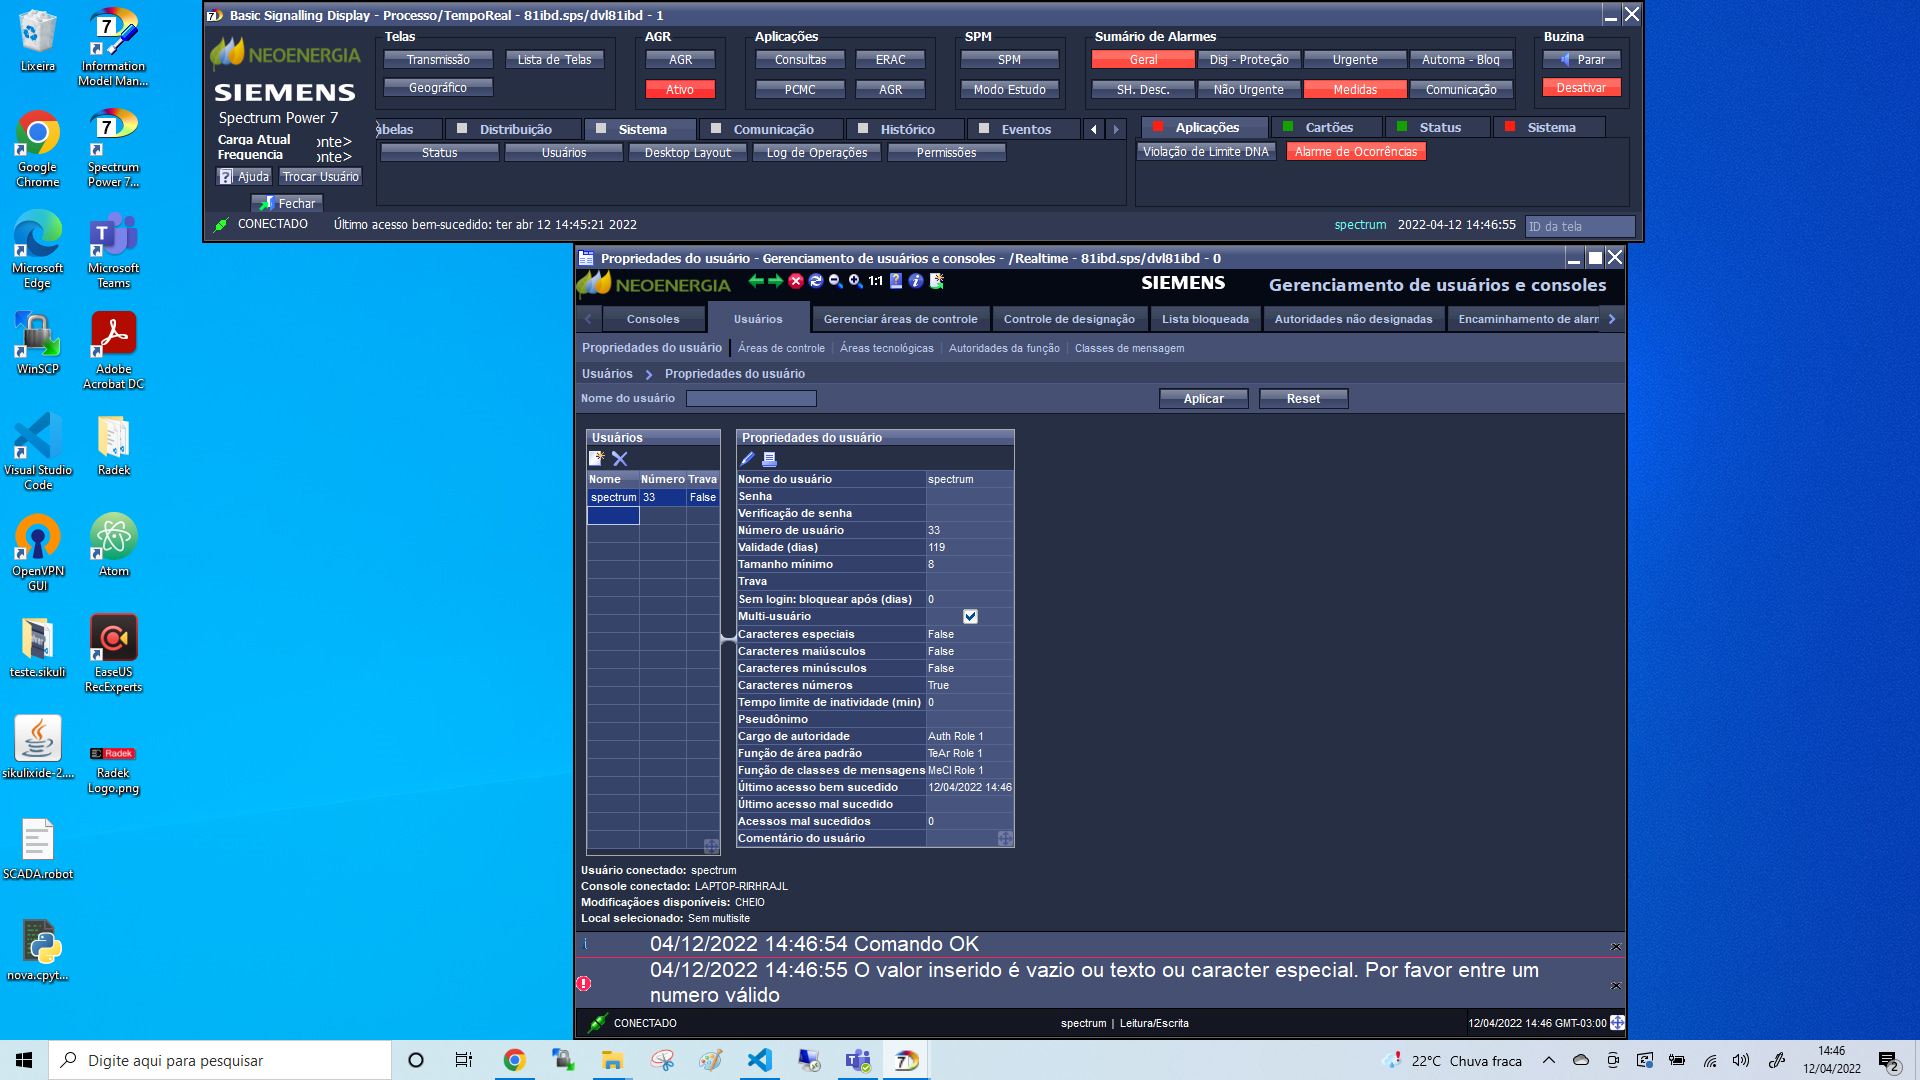 Lixeira
Information
Model Man...
Google
Chrome
Spectrum
Power 7...
Microsoft
Edge
Microsoft
Teams
WinSCP
Adobe
Acrobat DC
Visual Studio
Code
Radek
OpenVPN
GUI
Atom
teste.sikuli
EaseUS
RecExperts
sikulixide-2....
Radek
Radek
Logo.png
SCADA.robot
nova.cpyt...
Basic Signalling Display - Processo/TempoReal - 81ibd.sps/dvl81ibd - 1
NEOENERGIA
SIEMENS
Spectrum Power 7
Carga Atual onte>
Frequencia onte>
Ajuda Trocar Usuário
Fechar
Telas
Transmissão Lista de Telas
Geográfico
AGR
AGR
Ativo
Aplicações
Consultas ERAC
PCMC AGR
SPM
SPM
Modo Estudo
Sumário de Alarmes
Geral Disj - Proteção Urgente Automa - Bloq
SH. Desc. Não Urgente Medidas Comunicação
Buzina
Parar
Desativar
abelas Distribuição Sistema Comunicação Histórico Eventos
Status Usuários Desktop Layout Log de Operações Permissões
Aplicações Cartões Status Sistema
Violação de Limite DNA Alarme de Ocorrências
CONECTADO Último acesso bem-sucedido: ter abr 12 14:45:21 2022 spectrum 2022-04-12 14:46:55 ID da tela
Propriedades do usuário - Gerenciamento de usuários e consoles - /Realtime - 81ibd.sps/dvl81ibd - 0
NEOENERGIA 1:1 SIEMENS Gerenciamento de usuários e consoles
Consoles Usuários Gerenciar áreas de controle Controle de designação Lista bloqueada Autoridades não designadas Encaminhamento de alarr
Propriedades do usuário Áreas de controle Áreas tecnológicas Autoridades da função Classes de mensagem
Usuários > Propriedades do usuário
Nome do usuário Aplicar Reset
Usuários
Nome Número Trava
spectrum 33 False
Propriedades do usuário
Nome do usuário spectrum
Senha
Verificação de senha
Número de usuário 33
Validade (dias) 119
Tamanho mínimo 8
Trava
Sem login: bloquear após (dias) 0
Multi-usuário
Caracteres especiais False
Caracteres maiúsculos False
Caracteres minúsculos False
Caracteres números True
Tempo limite de inatividade (min) 0
Pseudônimo
Cargo de autoridade Auth Role 1
Função de área padrão TeAr Role 1
Função de classes de mensagens MeCl Role 1
Último acesso bem sucedido 12/04/2022 14:46
Último acesso mal sucedido
Acessos mal sucedidos 0
Comentário do usuário
Usuário conectado: spectrum
Console conectado: LAPTOP-RIRHRAJL
Modificaçãoes disponíveis: CHEIO
Local selecionado: Sem multisite
04/12/2022 14:46:54 Comando OK
04/12/2022 14:46:55 O valor inserido é vazio ou texto ou caracter especial. Por favor entre um
numero válido
CONECTADO spectrum | Leitura/Escrita 12/04/2022 14:46 GMT-03:00
Digite aqui para pesquisar
22°C Chuva fraca
14:46
12/04/2022
2